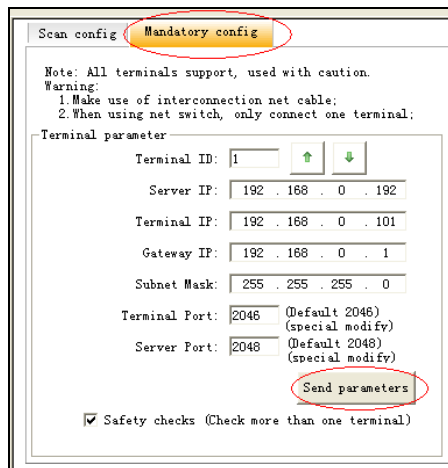 Scan config Mandatory config
Note: All terminals support, used with caution.
Warning:
1.Make use of interconnection net cable;
2.When using net switch, only connect one terminal;
Terminal parameter
Terminal ID: 1
Server IP: 192 . 168 . 0 . 192
Terminal IP: 192 . 168 . 0 . 101
Gateway IP: 192 . 168 . 0 . 1
Subnet Mask: 255 . 255 . 255 . 0
Terminal Port: 2046 (Default 2046)
(special modify)
Server Port: 2048 (Default 2048)
(special modify)
Send parameters
Safety checks (Check more than one terminal)